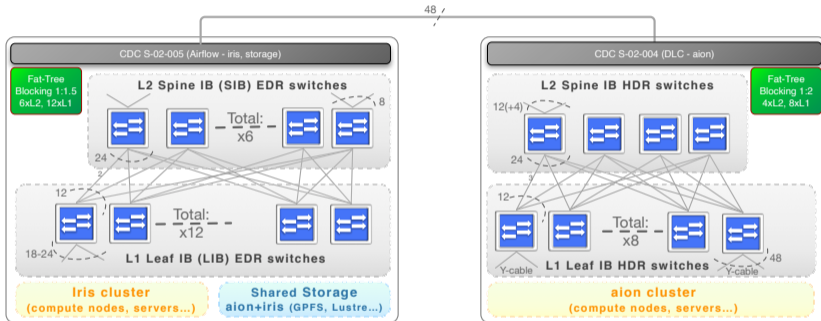 48
CDC S-02-005 (Airflow - iris, storage)
Fat-Tree
Blocking 1:1.5
6xL2, 12xL1
L2 Spine IB (SIB) EDR switches
8
Total:
x6
24
2
12
Total:
x12
18-24
L1 Leaf IB (LIB) EDR switches
Iris cluster
(compute nodes, servers...)
Shared Storage
aion+iris (GPFS, Lustre...)
CDC S-02-004 (DLC - aion)
Fat-Tree
Blocking 1:2
4xL2, 8xL1
L2 Spine IB HDR switches
12(+4)
24
3
12
Total:
x8
48
Y-cable
Y-cable
L1 Leaf IB HDR switches
aion cluster
(compute nodes, servers...)